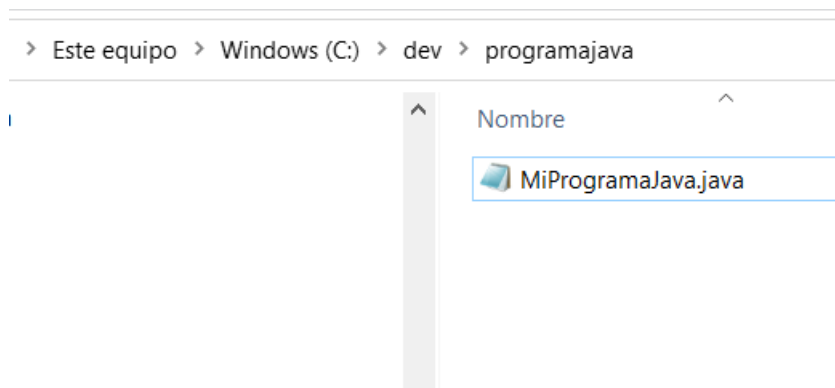 > Este equipo > Windows (C:) > dev > programajava
Nombre
MiProgramaJava.java